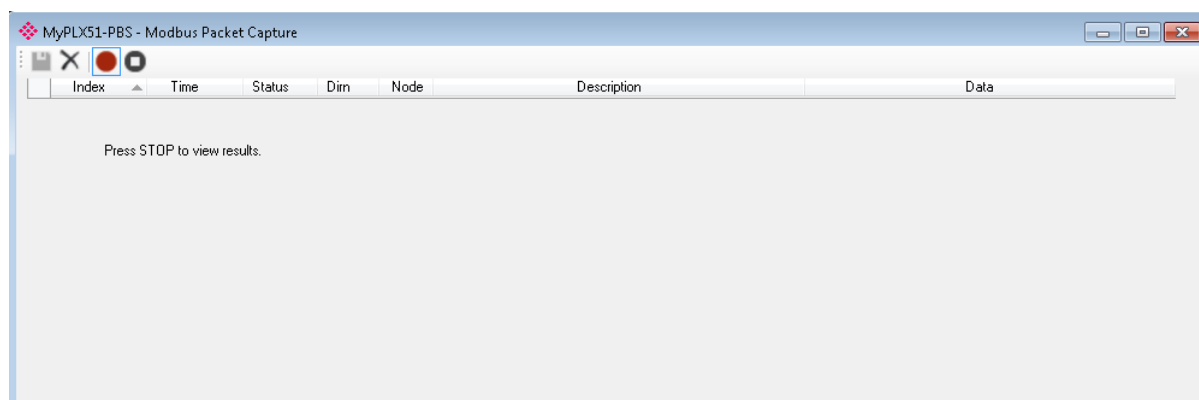 MyPLX51-PBS - Modbus Packet Capture
Index Time Status Dirn Node Description Data
Press STOP to view results.